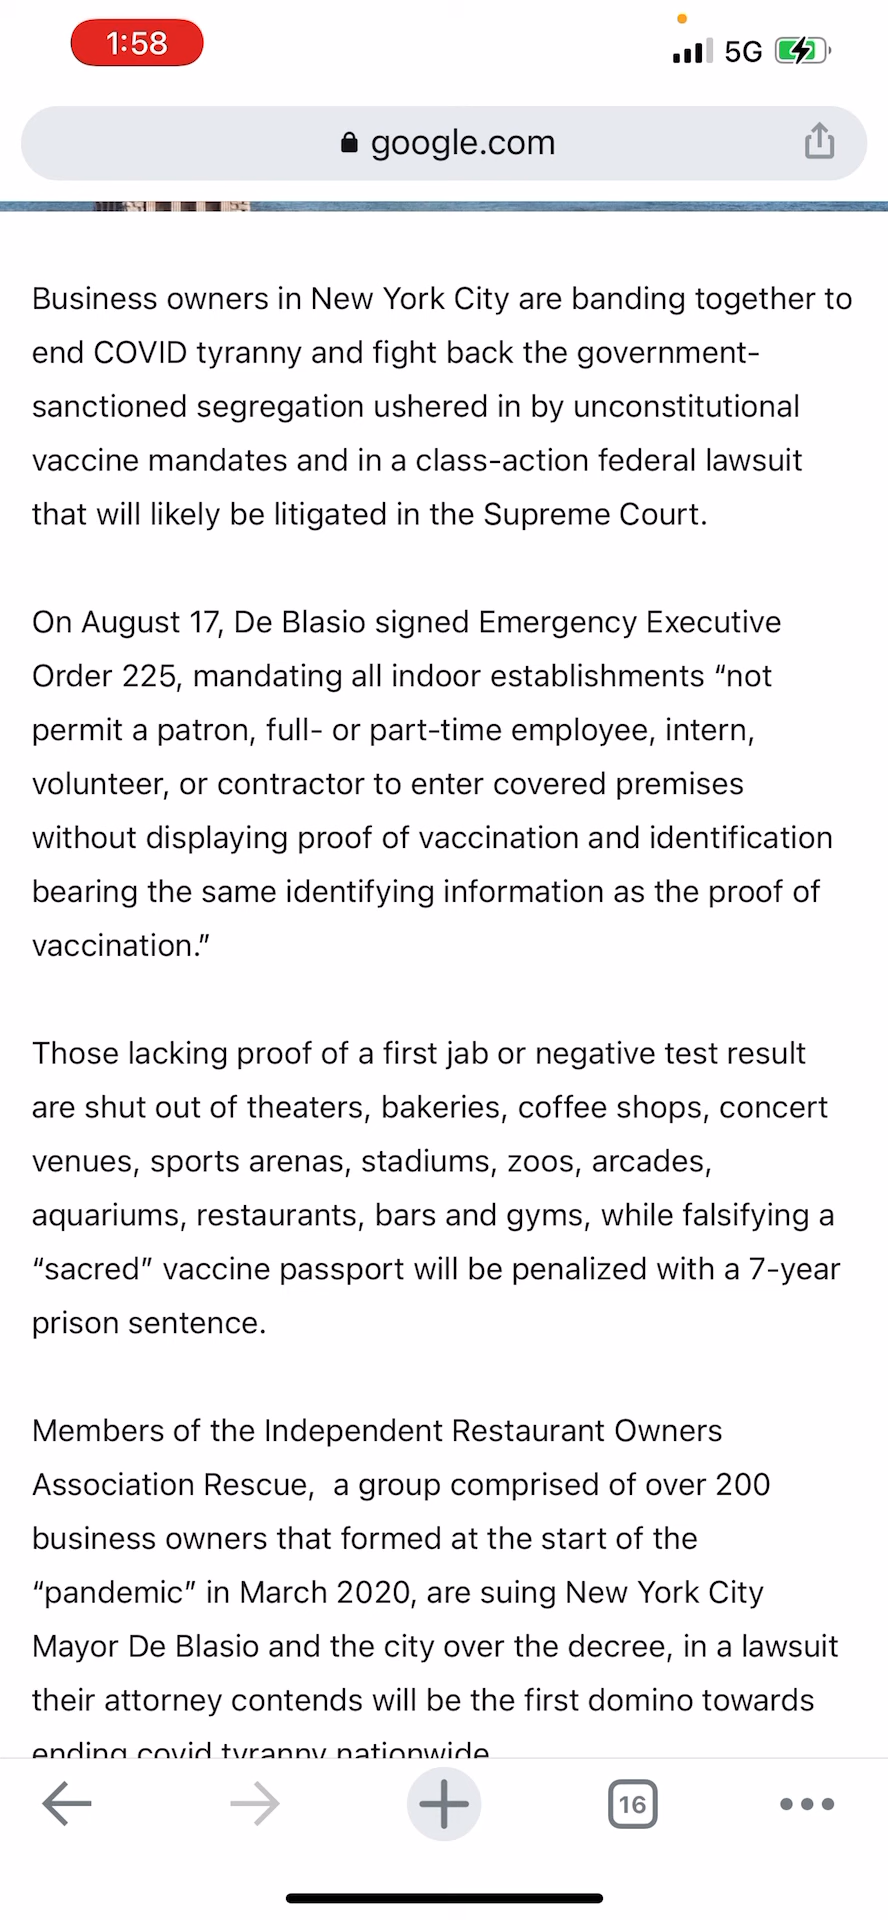 1:58
5G
google.com
Business owners in New York City are banding together to
end COVID tyranny and fight back the government-
sanctioned segregation ushered in by unconstitutional
vaccine mandates and in a class-action federal lawsuit
that will likely be litigated in the Supreme Court.
On August 17, De Blasio signed Emergency Executive
Order 225, mandating all indoor establishments “not
permit a patron, full- or part-time employee, intern,
volunteer, or contractor to enter covered premises
without displaying proof of vaccination and identification
bearing the same identifying information as the proof of
vaccination.”
Those lacking proof of a first jab or negative test result
are shut out of theaters, bakeries, coffee shops, concert
venues, sports arenas, stadiums, zoos, arcades,
aquariums, restaurants, bars and gyms, while falsifying a
“sacred” vaccine passport will be penalized with a 7-year
prison sentence.
Members of the Independent Restaurant Owners
Association Rescue,  a group comprised of over 200
business owners that formed at the start of the
“pandemic” in March 2020, are suing New York City
Mayor De Blasio and the city over the decree, in a lawsuit
their attorney contends will be the first domino towards
ending covid tyranny nationwide
16